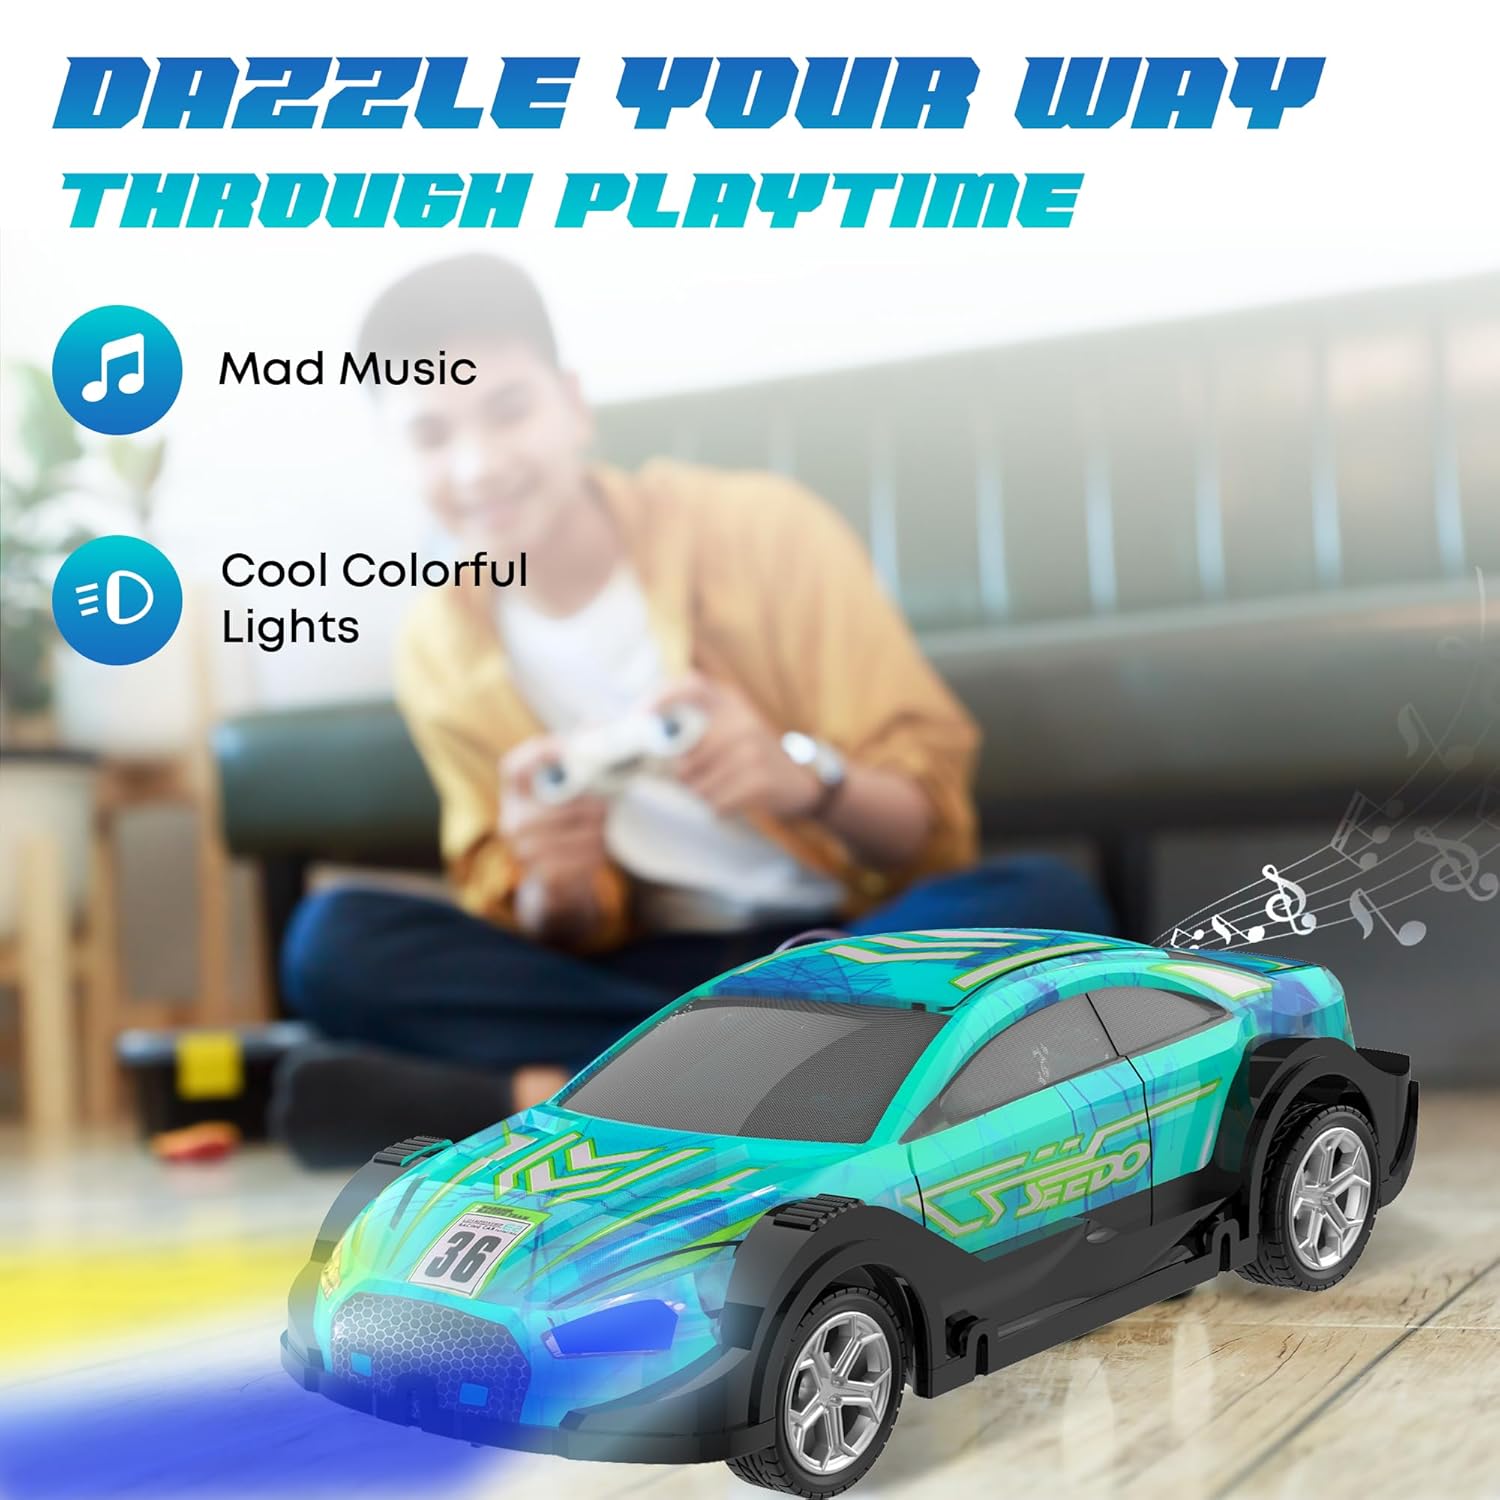 DAZZLE YOUR WAY
THROUGH PLAYTIME
Mad Music
Cool Colorful
Lights
SEEDO
36